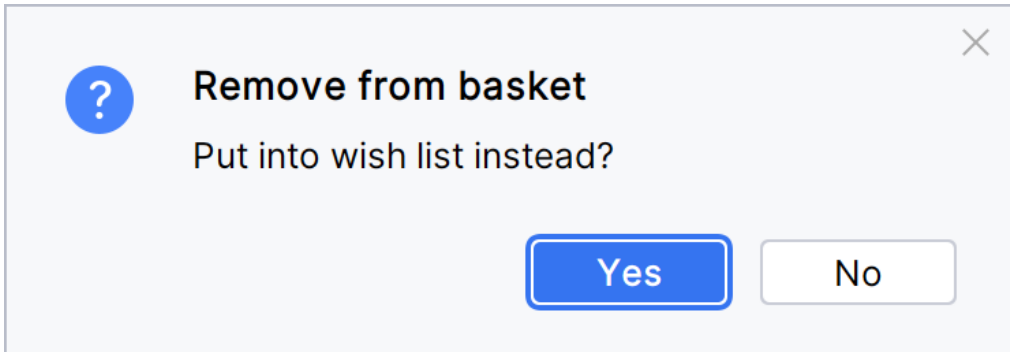 ?
Remove from basket
Put into wish list instead?
Yes No